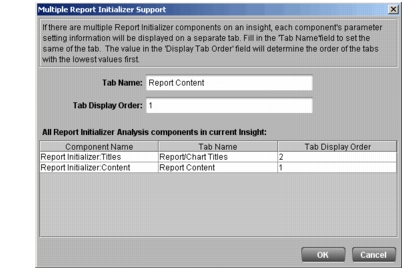 Multiple Report Initializer Support
If there are multiple Report Initializer components on an insight, each component's parameter
setting information will be displayed on a separate tab. Fill in the 'Tab Name'field to set the
same of the tab. The value in the 'Display Tab Order' field will determine the order of the tabs
with the lowest values first.
Tab Name: Report Content
Tab Display Order: 1
All Report Initializer Analysis components in current Insight:
Component Name Tab Name Tab Display Order
Report Initializer:Titles Report/Chart Titles 2
Report Initializer:Content Report Content 1
OK Cancel